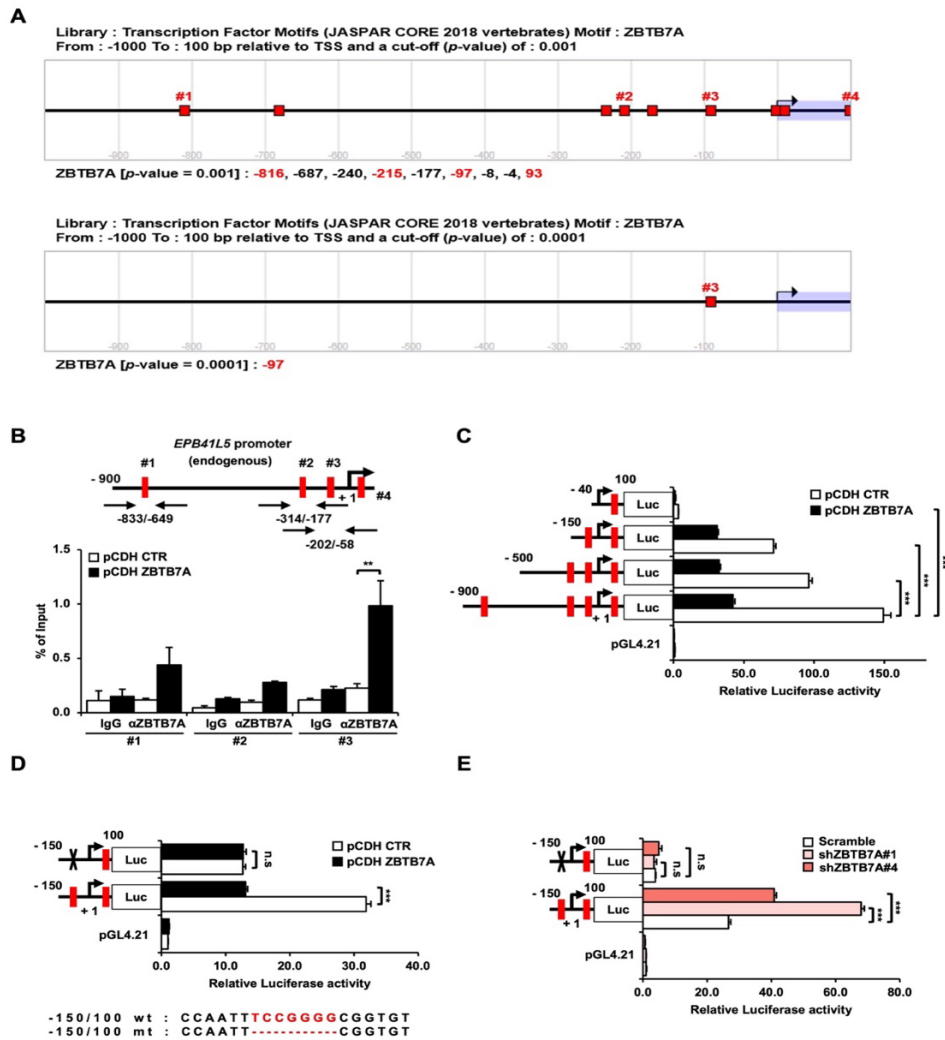 A
Library : Transcription Factor Motifs (JASPAR CORE 2018 vertebrates) Motif : ZBTB7A
From : -1000 To : 100 bp relative to TSS and a cut-off (p-value) of : 0.001
#1 #2 #3 #4
-900 -800 -700 -600 -500 -400 -300 -200 -100
ZBTB7A [p-value = 0.001] : -816, -687, -240, -215, -177, -97, -8, -4, 93
Library : Transcription Factor Motifs (JASPAR CORE 2018 vertebrates) Motif : ZBTB7A
From : -1000 To : 100 bp relative to TSS and a cut-off (p-value) of : 0.0001
#3
-900 -800 -700 -600 -500 -400 -300 -200 -100
ZBTB7A [p-value = 0.0001] : -97
B
EPB41L5 promoter
(endogenous)
#1 #2 #3
- 900
+ 1 #4
-833/-649 -314/-177
-202/-58
pCDH CTR
pCDH ZBTB7A
**
% of Input
1.5
1.0
0.5
0.0
IgG αZBTB7A IgG αZBTB7A IgG αZBTB7A
#1 #2 #3
C
- 40 100
Luc
- 150
Luc
- 500
Luc
- 900
+ 1
Luc
pGL4.21
pCDH CTR
pCDH ZBTB7A
*** *** ***
0.0 50.0 100.0 150.0
Relative Luciferase activity
D
- 150 100
Luc
- 150 100
+ 1
Luc
pGL4.21
pCDH CTR
pCDH ZBTB7A
n.s
***
0.0 10.0 20.0 30.0 40.0
Relative Luciferase activity
-150/100 wt : CCAATTTCCGGGGCGGTGT
-150/100 mt : CCAATT-----------CGGTGT
E
- 150 100
Luc
- 150 100
+ 1
Luc
pGL4.21
Scramble
shZBTB7A#1
shZBTB7A#4
n.s
n.s
***
***
0.0 20.0 40.0 60.0 80.0
Relative Luciferase activity